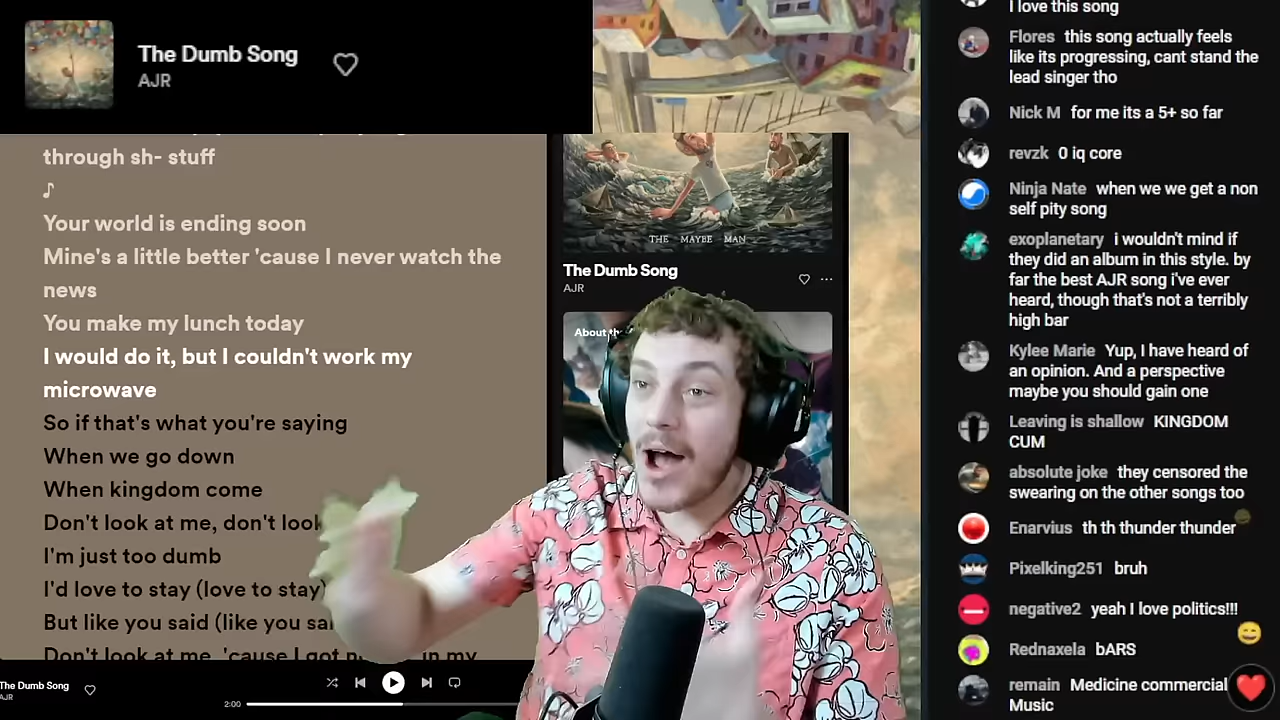 The Dumb Song
AJR
through sh- stuff
♪
Your world is ending soon
Mine's a little better 'cause I never watch the
news
You make my lunch today
I would do it, but I couldn't work my
microwave
So if that's what you're saying
When we go down
When kingdom come
Don't look at me, don't look
I'm just too dumb
I'd love to stay (love to stay)
But like you said (like you
Don't look at me, 'cause I got in my
The Dumb Song
AJR
2:00
THE MAYBE MAN
The Dumb Song
AJR
About
I love this song
Flores this song actually feels
like its progressing, cant stand the
lead singer tho
Nick M for me its a 5+ so far
revzk 0 iq core
Ninja Nate when we we get a non
self pity song
exoplanetary i wouldn't mind if
they did an album in this style. by
far the best AJR song i've ever
heard, though that's not a terribly
high bar
Kylee Marie Yup, I have heard of
an opinion. And a perspective
maybe you should gain one
Leaving is shallow KINGDOM
CUM
absolute joke they censored the
swearing on the other songs too
Enarvius th th thunder thunder
Pixelking251 bruh
negative2 yeah I love politics!!!
Rednaxela bARS
remain Medicine commercial
Music